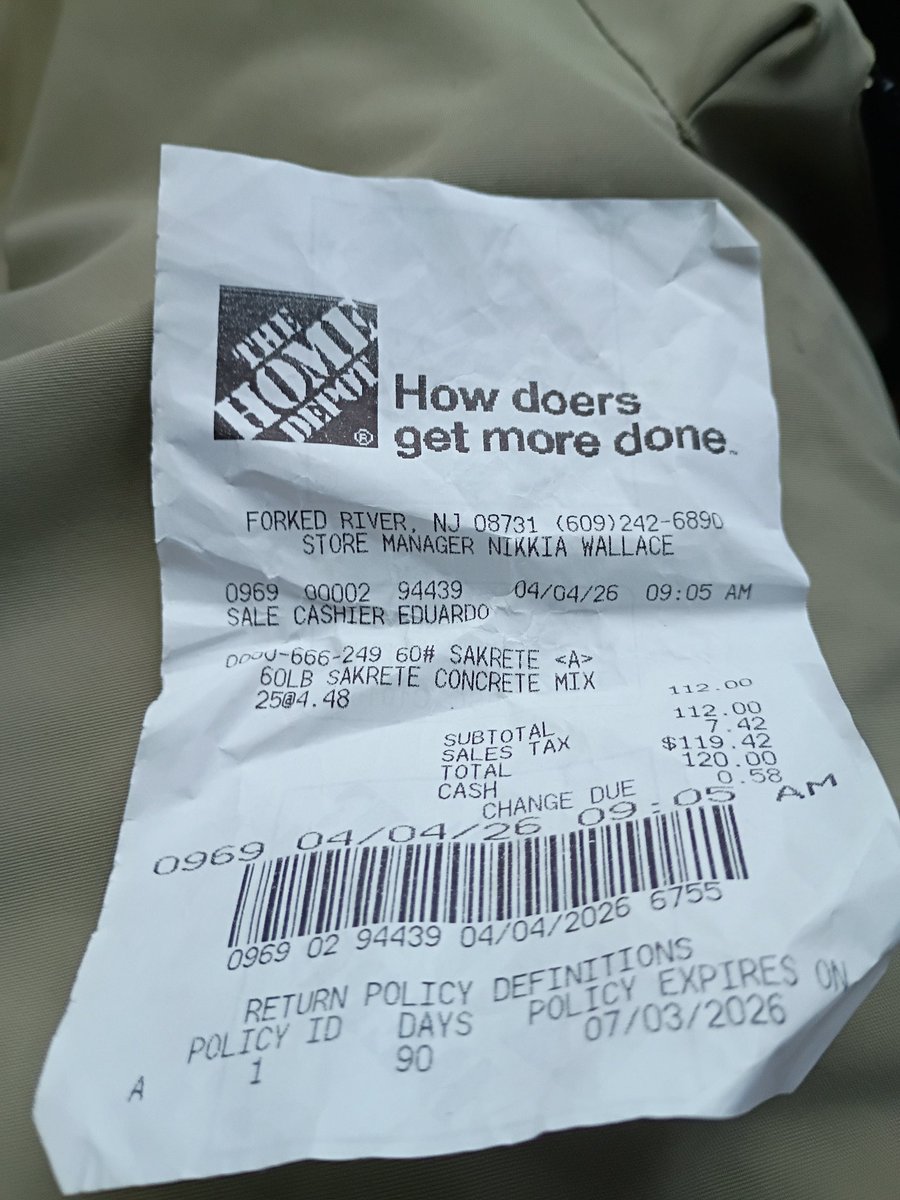 THE
HOME
DEPOT
®
How doers
get more done™
FORKED RIVER, NJ 08731 (609)242-6890
STORE MANAGER NIKKIA WALLACE
0969 00002 94439 04/04/26 09:05 AM
SALE CASHIER EDUARDO
0000-666-249 60# SAKRETE <A>
60LB SAKRETE CONCRETE MIX
25@4.48 112.00
SUBTOTAL 112.00
SALES TAX 7.42
TOTAL $119.42
CASH 120.00
CHANGE DUE 0.58
0969 04/04/26 09:05 AM
0969 02 94439 04/04/2026 6755
RETURN POLICY DEFINITIONS
POLICY ID DAYS POLICY EXPIRES ON
A 1 90 07/03/2026